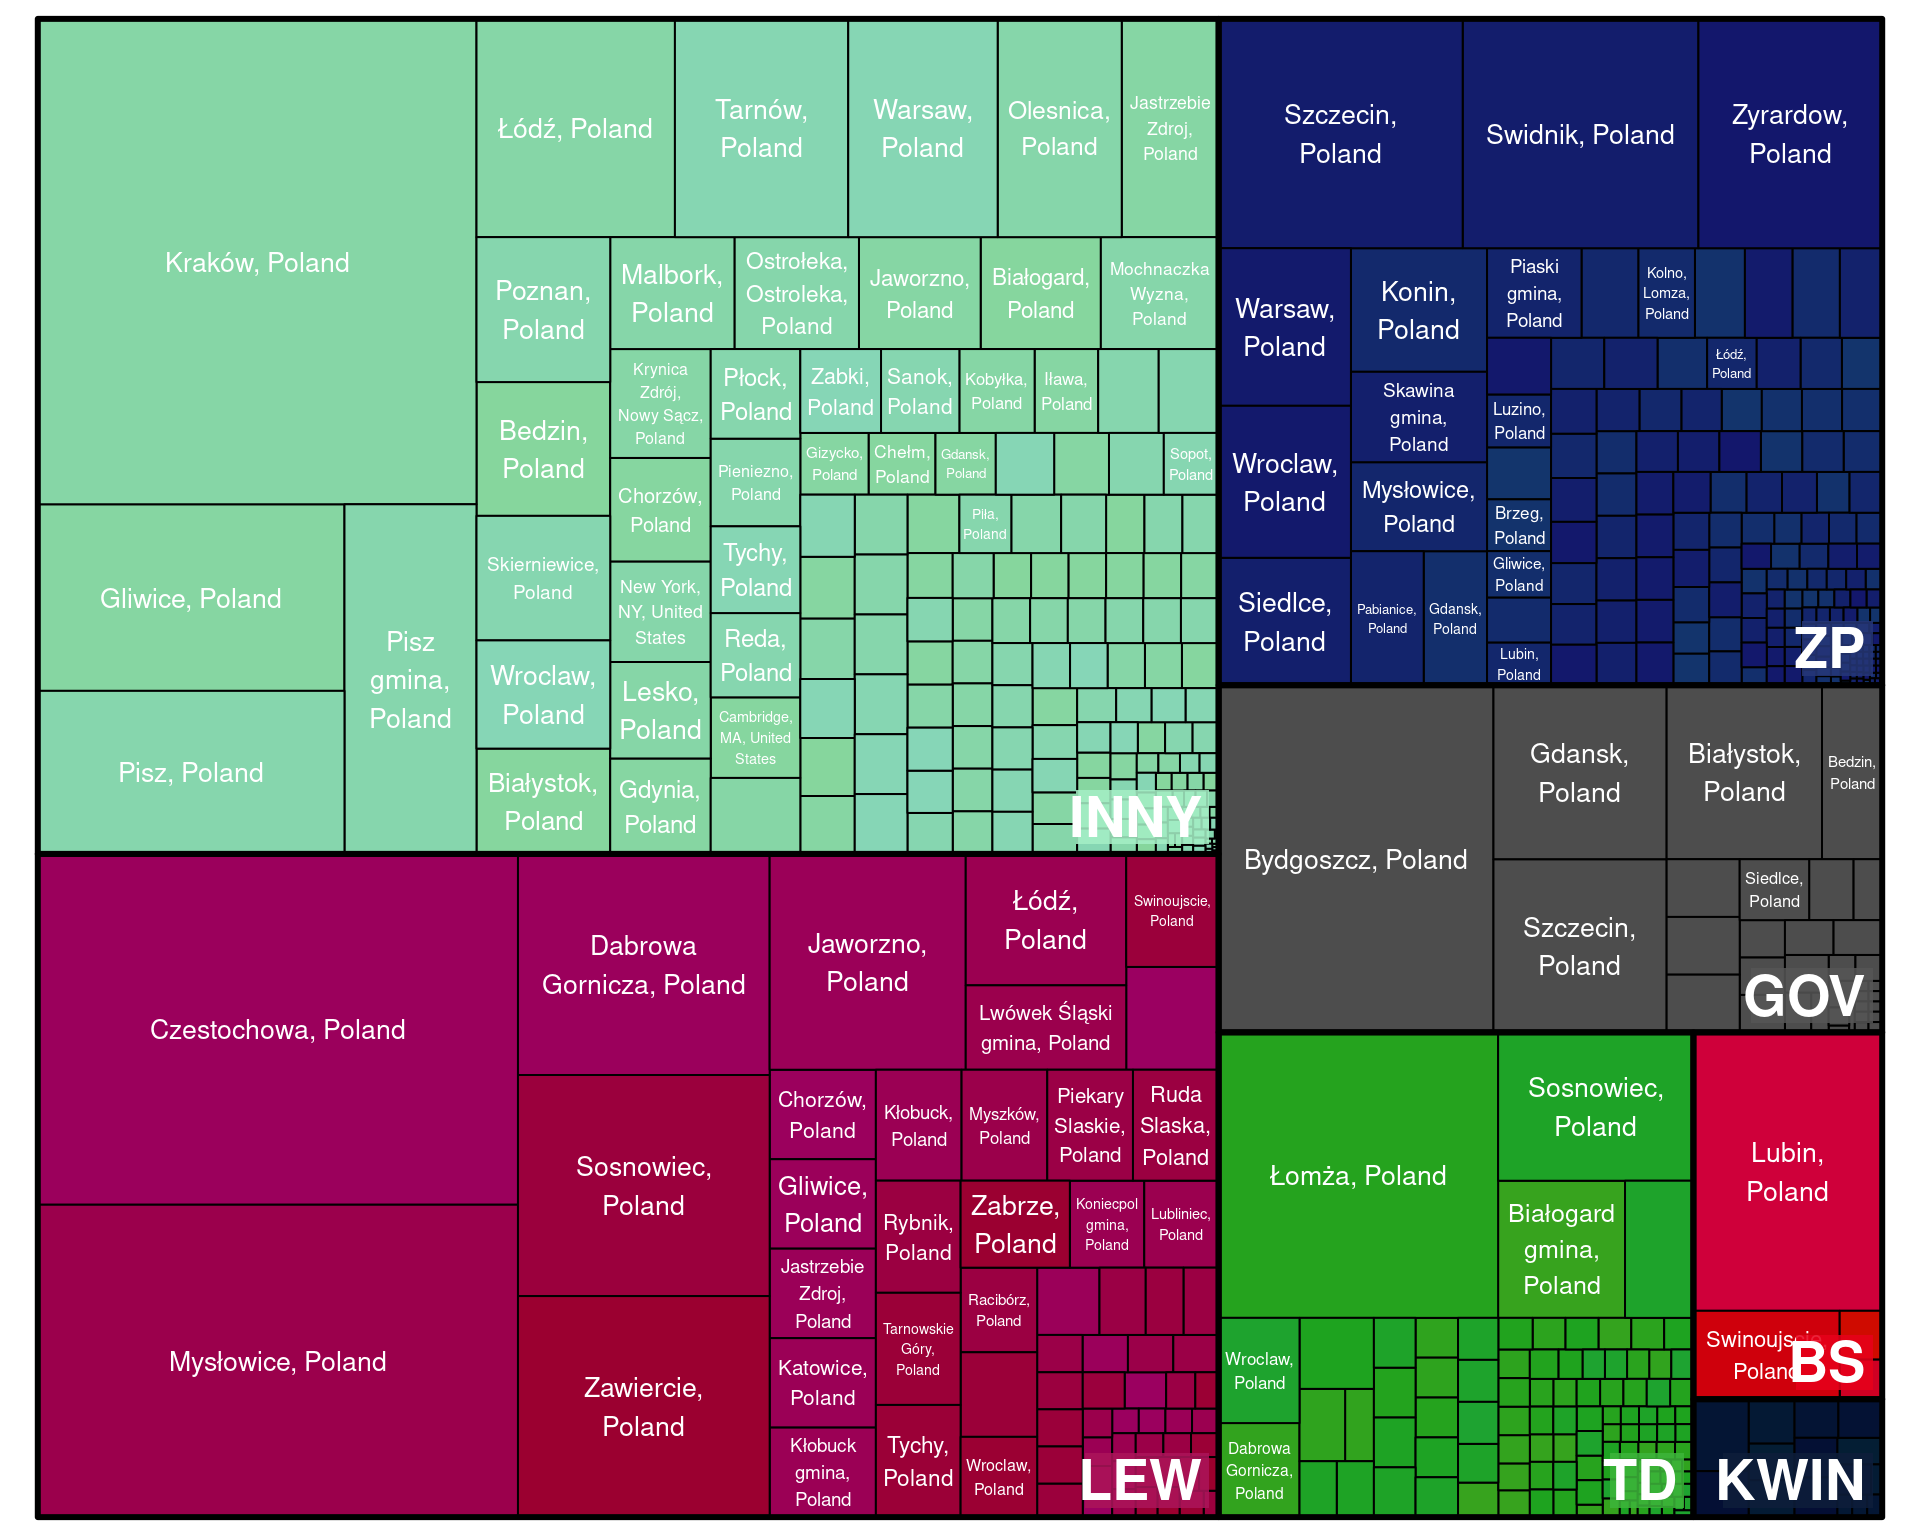 Kraków, Poland
Łódź, Poland
Tarnów,
Poland
Warsaw,
Poland
Olesnica,
Poland
Jastrzebie
Zdroj,
Poland
Gliwice, Poland
Pisz, Poland
Pisz
gmina,
Poland
Poznan,
Poland
Bedzin,
Poland
Skierniewice,
Poland
Wroclaw,
Poland
Białystok,
Poland
Malbork,
Poland
Ostrołeka,
Ostroleka,
Poland
Jaworzno,
Poland
Białogard,
Poland
Mochnaczka
Wyzna,
Poland
Krynica
Zdrój,
Nowy Sącz,
Poland
Chorzów,
Poland
New York,
NY, United
States
Lesko,
Poland
Gdynia,
Poland
Płock,
Poland
Pieniezno,
Poland
Tychy,
Poland
Reda,
Poland
Cambridge,
MA, United
States
Zabki,
Poland
Sanok,
Poland
Kobyłka,
Poland
Iława,
Poland
Gizycko,
Poland
Chełm,
Poland
Gdansk,
Poland
Sopot,
Poland
Piła,
Poland
INNY
Szczecin,
Poland
Swidnik, Poland
Zyrardow,
Poland
Warsaw,
Poland
Wroclaw,
Poland
Siedlce,
Poland
Konin,
Poland
Skawina
gmina,
Poland
Mysłowice,
Poland
Pabianice,
Poland
Gdansk,
Poland
Piaski
gmina,
Poland
Kolno,
Lomza,
Poland
Łódź,
Poland
Luzino,
Poland
Brzeg,
Poland
Gliwice,
Poland
Lubin,
Poland
ZP
Bydgoszcz, Poland
Gdansk,
Poland
Białystok,
Poland
Bedzin,
Poland
Szczecin,
Poland
Siedlce,
Poland
GOV
Czestochowa, Poland
Mysłowice, Poland
Dabrowa
Gornicza, Poland
Sosnowiec,
Poland
Zawiercie,
Poland
Jaworzno,
Poland
Łódź,
Poland
Swinoujscie,
Poland
Lwówek Śląski
gmina, Poland
Chorzów,
Poland
Gliwice,
Poland
Jastrzebie
Zdroj,
Poland
Katowice,
Poland
Kłobuck
gmina,
Poland
Kłobuck,
Poland
Myszków,
Poland
Piekary
Slaskie,
Poland
Ruda
Slaska,
Poland
Rybnik,
Poland
Tarnowskie
Góry,
Poland
Tychy,
Poland
Zabrze,
Poland
Koniecpol
gmina,
Poland
Lubliniec,
Poland
Racibórz,
Poland
Wroclaw,
Poland
LEW
Łomża, Poland
Sosnowiec,
Poland
Białogard
gmina,
Poland
Wroclaw,
Poland
Dabrowa
Gornicza,
Poland
TD
Lubin,
Poland
Swinoujscie
Poland
BS
KWIN